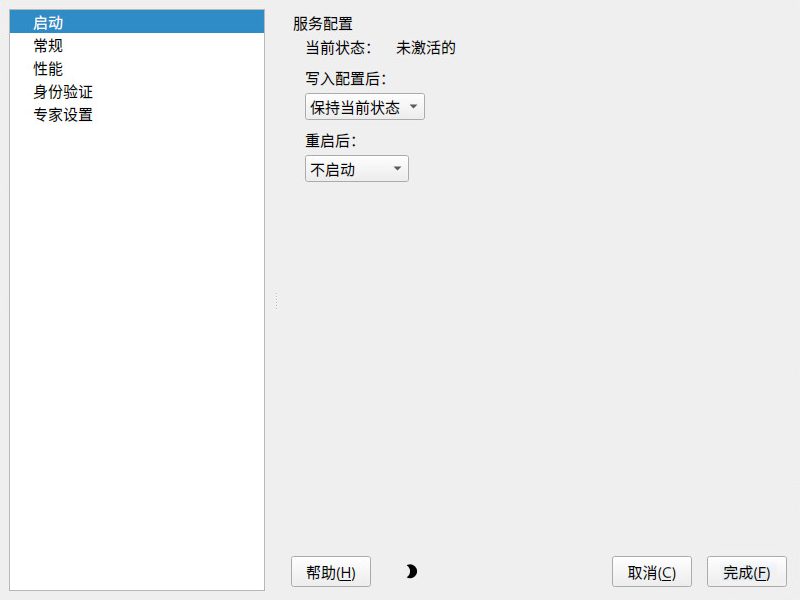 启动
常规
性能
身份验证
专家设置
服务配置
当前状态： 未激活的
写入配置后：
保持当前状态
重启后：
不启动
帮助(H)
取消(C)
完成(F)